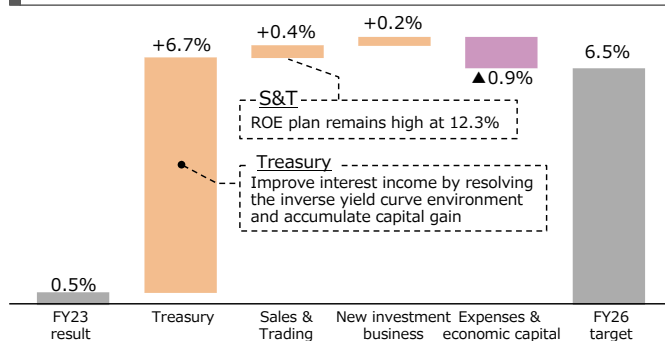 +6.7%
+0.4%
+0.2%
▲0.9%
6.5%
S&T
ROE plan remains high at 12.3%
Treasury
Improve interest income by resolving
the inverse yield curve environment
and accumulate capital gain
0.5%
FY23
result
Treasury
Sales &
Trading
New investment
business
Expenses &
economic capital
FY26
target